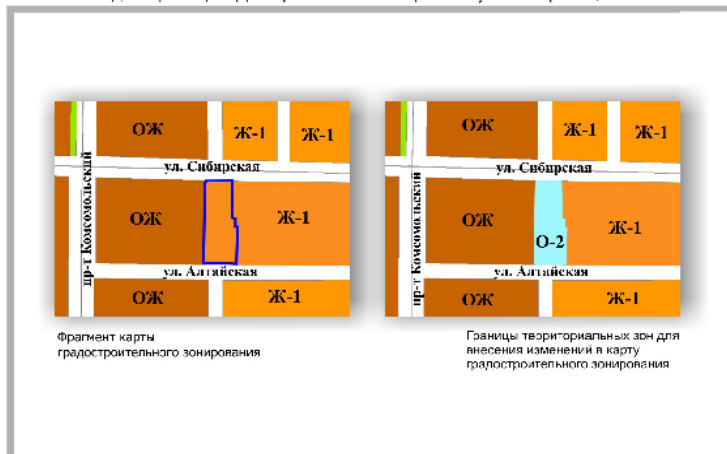 ОЖ
Ж-1
Ж-1
ул. Сибирская
пр-т Комсомольский
ОЖ
Ж-1
ул. Алтайская
ОЖ
Ж-1
Фрагмент карты
градостроительного зонирования
ОЖ
Ж-1
Ж-1
ул. Сибирская
пр-т Комсомольский
ОЖ
О-2
Ж-1
ул. Алтайская
ОЖ
Ж-1
Границы территориальных зон для
внесения изменений в карту
градостроительного зонирования